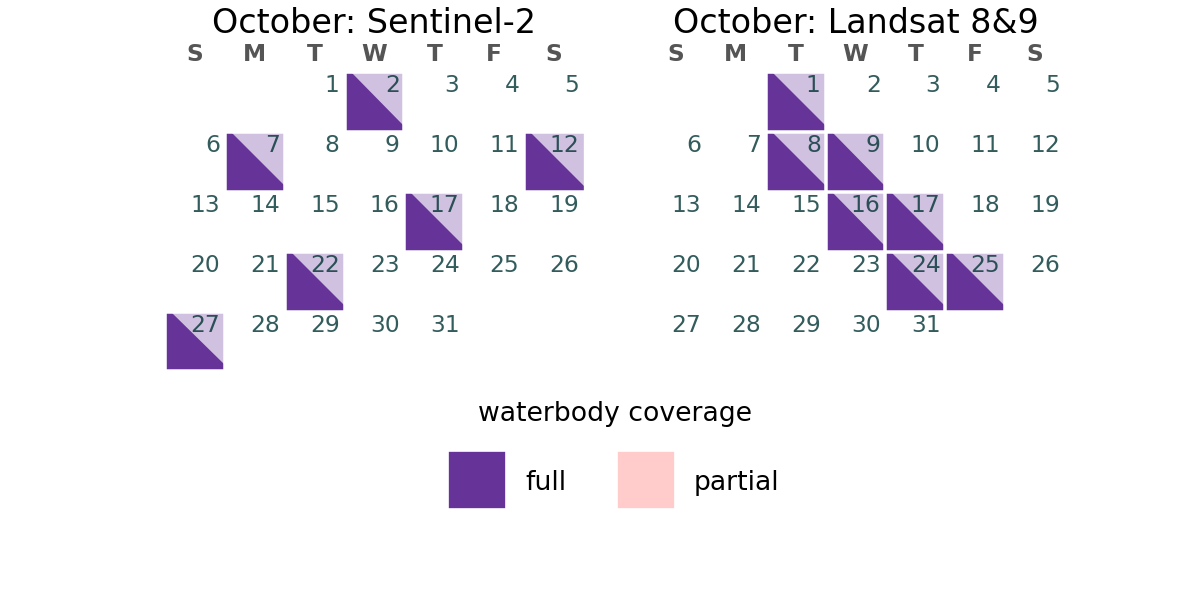 October: Sentinel-2
S M T W T F S
1 2 3 4 5
6 7 8 9 10 11 12
13 14 15 16 17 18 19
20 21 22 23 24 25 26
27 28 29 30 31
October: Landsat 8&9
S M T W T F S
1 2 3 4 5
6 7 8 9 10 11 12
13 14 15 16 17 18 19
20 21 22 23 24 25 26
27 28 29 30 31
waterbody coverage
full partial